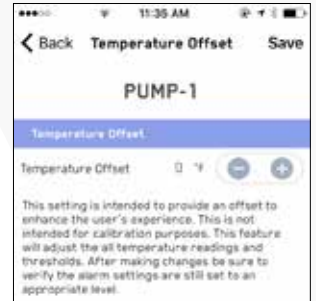 11:35 AM
Back Temperature Offset Save
PUMP-1
Temperature Offset
Temperature Offset 0 °F
This setting is intended to provide an offset to
enhance the user's experience. This is not
intended for calibration purposes. This feature
will adjust the all temperature readings and
thresholds. After making changes be sure to
verify the alarm settings are still set to an
appropriate level.